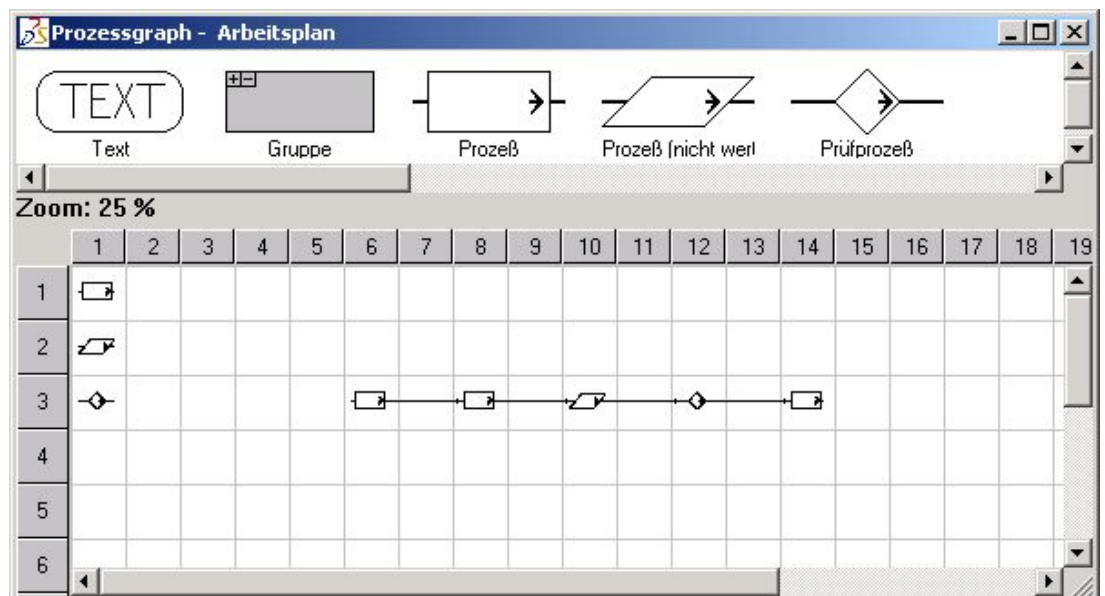 Prozessgraph - Arbeitsplan
TEXT
Text Gruppe Prozeß Prozeß (nicht wert Prüfprozeß
Zoom: 25 %
1 2 3 4 5 6 7 8 9 10 11 12 13 14 15 16 17 18 19
1
2
3
4
5
6